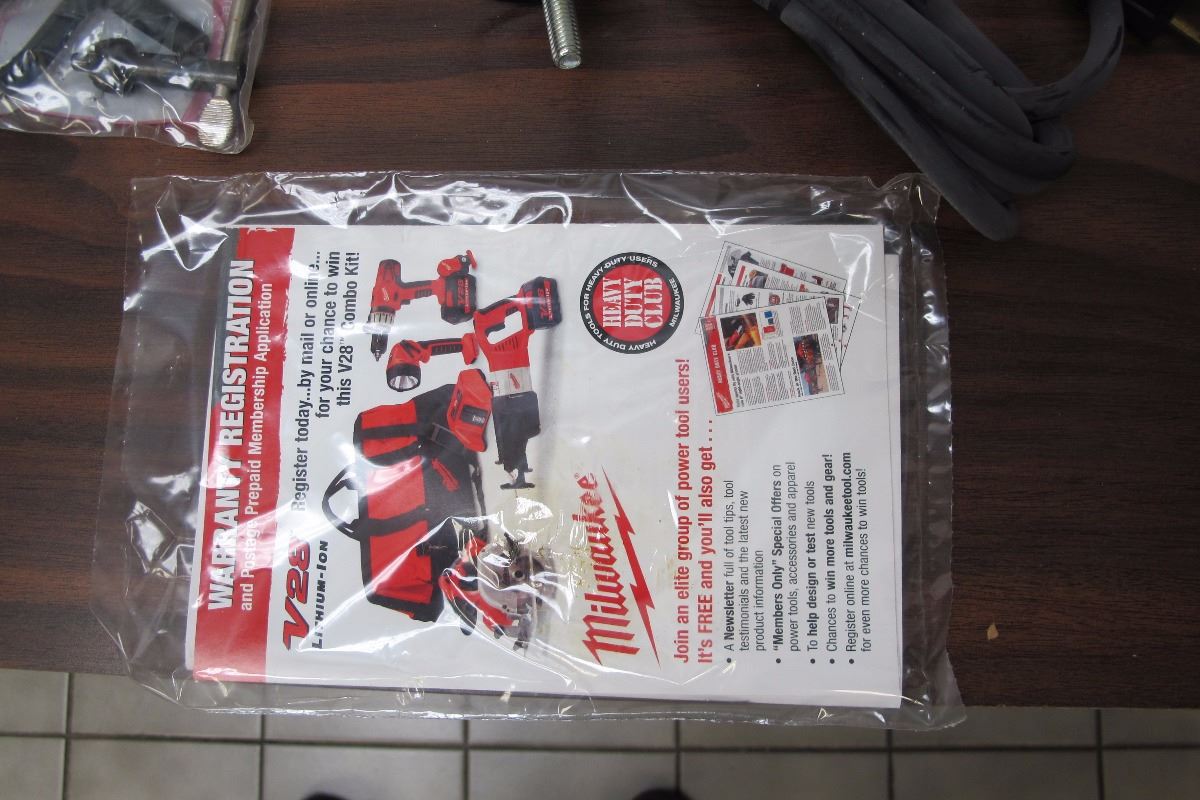 WARRANTY REGISTRATION
and Postage Prepaid Membership Application
V28™
LITHIUM-ION
Register today...by mail or online...
for your chance to win
this V28™ Combo Kit!
V28
HEAVY DUTY TOOLS FOR HEAVY-DUTY USERS
HEAVY
DUTY
CLUB
MILWAUKEE
Milwaukee®
Join an elite group of power tool users!
It's FREE and you'll also get . . .
• A Newsletter full of tool tips, tool
testimonials and the latest new
product information
• "Members Only" Special Offers on
power tools, accessories and apparel
• To help design or test new tools
• Chances to win more tools and gear!
• Register online at milwaukeetool.com
for even more chances to win tools!